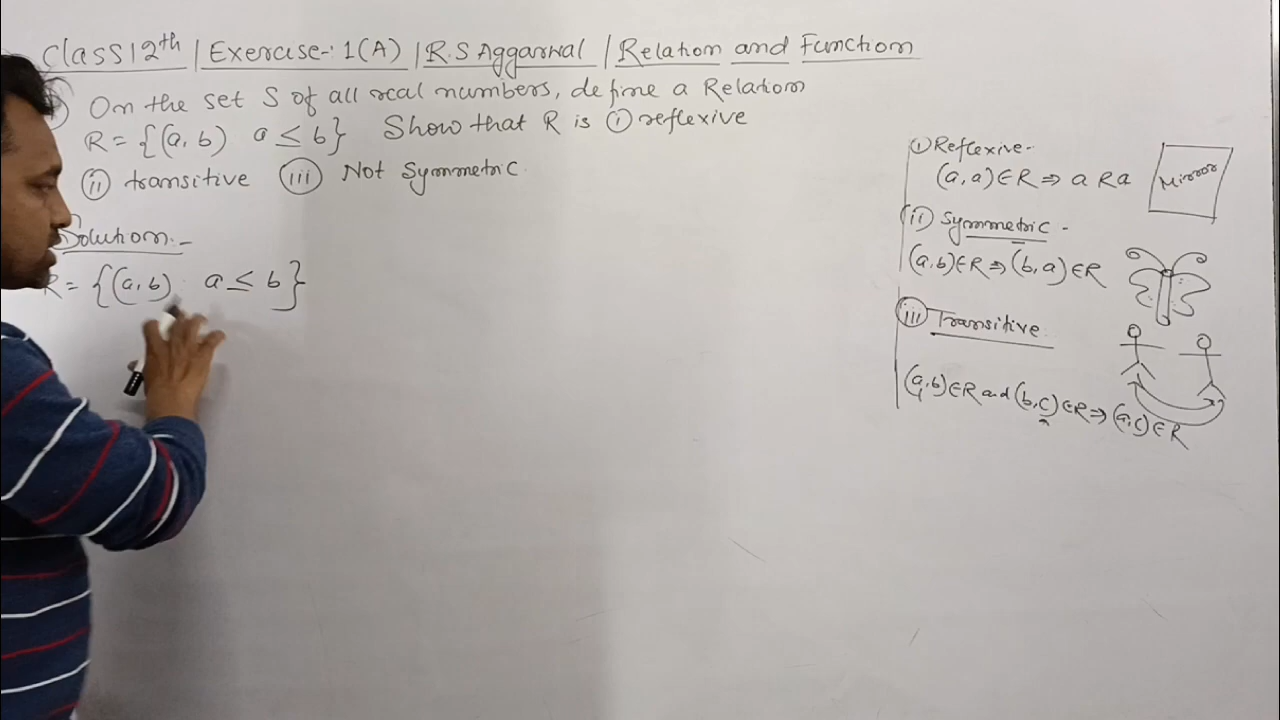 Class 12th | Exercise-: 1(A) | R.S Aggarwal | Relation and Function
On the set S of all real numbers, define a Relation
R = {(a, b) a ≤ b} Show that R is (i) reflexive
(ii) transitive (iii) Not Symmetric.
Solution:-
R = {(a, b) a ≤ b}
(i) Reflexive-
(a, a) ∈ R ⇒ a R a
Mirror
(ii) Symmetric -
(a, b) ∈ R ⇒ (b, a) ∈ R
(iii) Transitive
(a, b) ∈ R and (b, c) ∈ R ⇒ (a, c) ∈ R